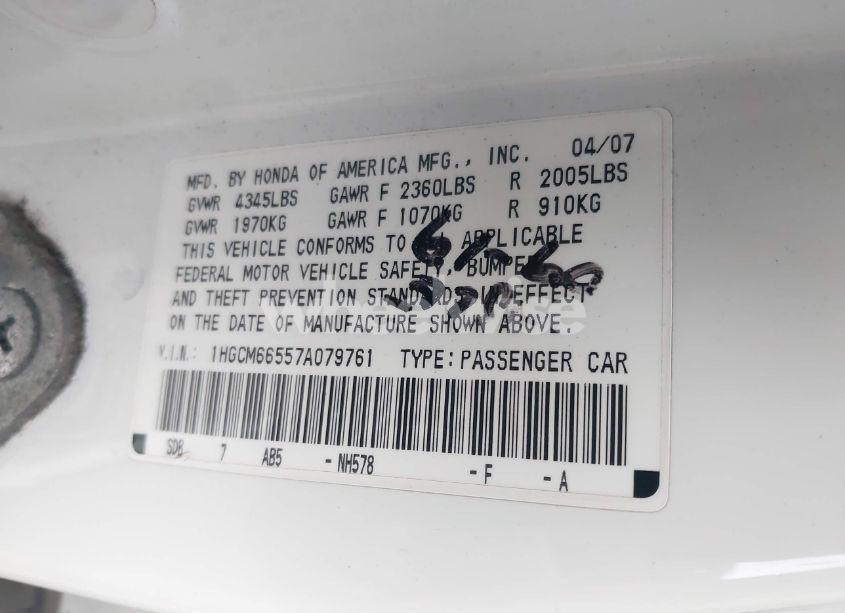 MFD. BY HONDA OF AMERICA MFG., INC. 04/07
GVWR 4345LBS GAWR F 2360LBS R 2005LBS
GVWR 1970KG GAWR F 1070KG R 910KG
THIS VEHICLE CONFORMS TO ALL APPLICABLE
FEDERAL MOTOR VEHICLE SAFETY, BUMPER,
AND THEFT PREVENTION STANDARDS IN EFFECT
ON THE DATE OF MANUFACTURE SHOWN ABOVE.
V.I.N.: 1HGCM66557A079761 TYPE: PASSENGER CAR
SDB 7 AB5 -NH578 -F -A